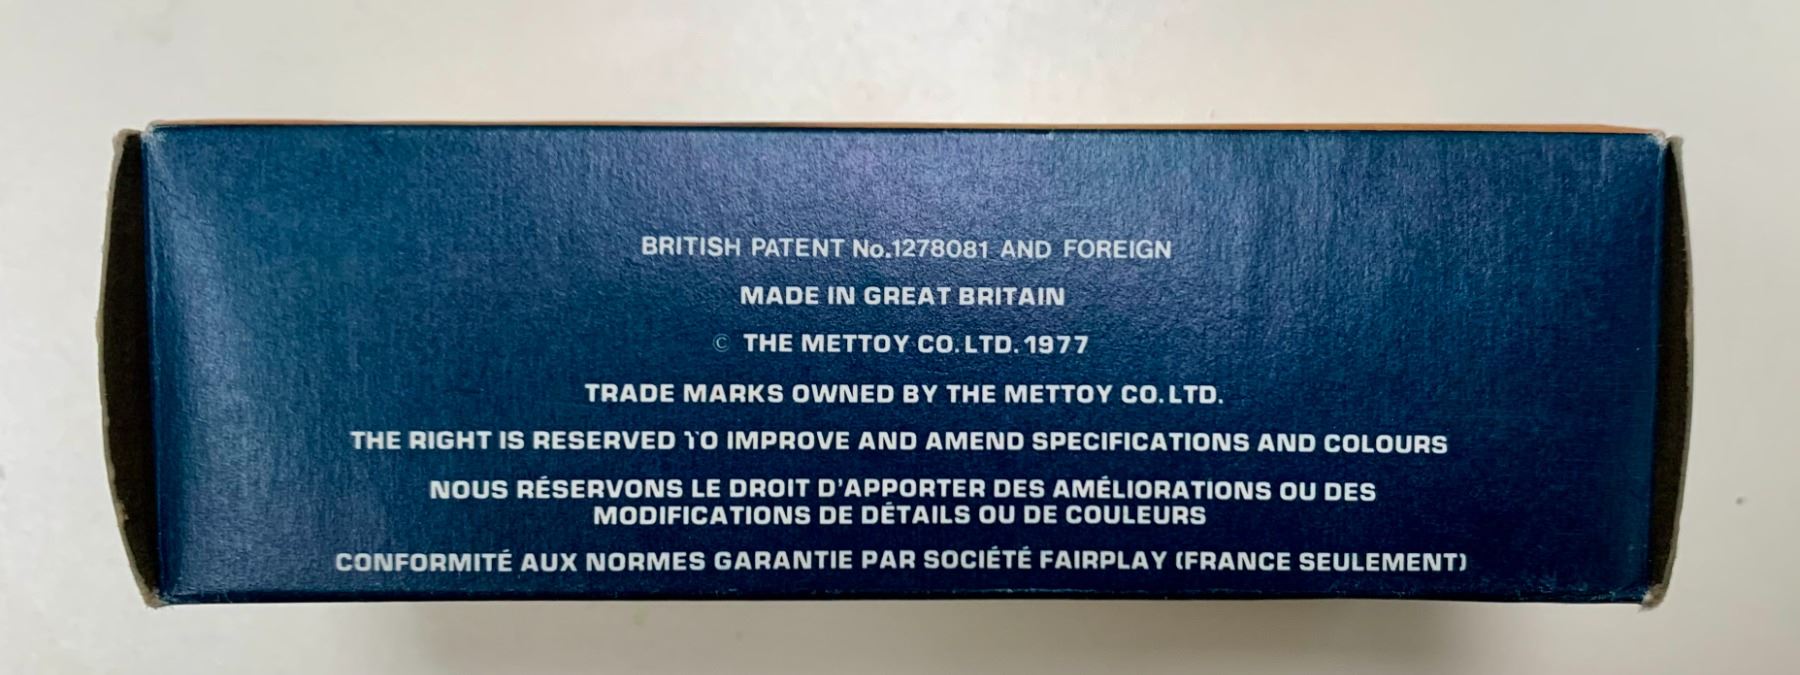 BRITISH PATENT No.1278081 AND FOREIGN
MADE IN GREAT BRITAIN
© THE METTOY CO.LTD.1977
TRADE MARKS OWNED BY THE METTOY CO.LTD.
THE RIGHT IS RESERVED TO IMPROVE AND AMEND SPECIFICATIONS AND COLOURS
NOUS RÉSERVONS LE DROIT D'APPORTER DES AMÉLIORATIONS OU DES
MODIFICATIONS DE DÉTAILS OU DE COULEURS
CONFORMITÉ AUX NORMES GARANTIE PAR SOCIÉTÉ FAIRPLAY (FRANCE SEULEMENT)